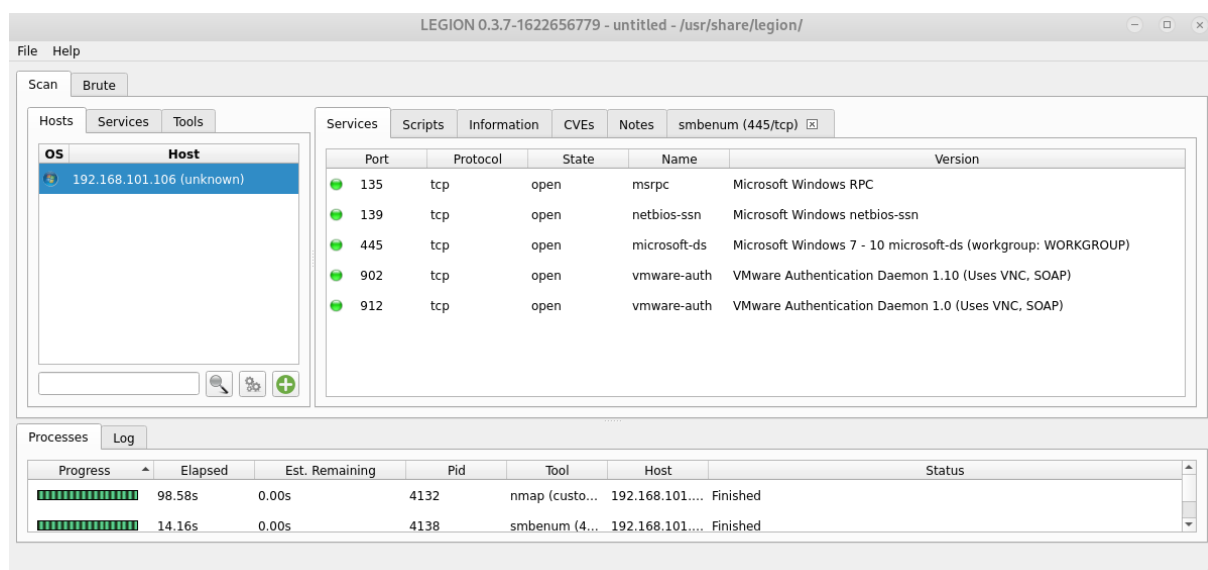 LEGION 0.3.7-1622656779 - untitled - /usr/share/legion/
File Help
Scan Brute
Hosts Services Tools
Services Scripts Information CVEs Notes smbenum (445/tcp)
OS Host
192.168.101.106 (unknown)
Port Protocol State Name Version
135 tcp open msrpc Microsoft Windows RPC
139 tcp open netbios-ssn Microsoft Windows netbios-ssn
445 tcp open microsoft-ds Microsoft Windows 7 - 10 microsoft-ds (workgroup: WORKGROUP)
902 tcp open vmware-auth VMware Authentication Daemon 1.10 (Uses VNC, SOAP)
912 tcp open vmware-auth VMware Authentication Daemon 1.0 (Uses VNC, SOAP)
Processes Log
Progress Elapsed Est. Remaining Pid Tool Host Status
98.58s 0.00s 4132 nmap (custo... 192.168.101.... Finished
14.16s 0.00s 4138 smbenum (4... 192.168.101.... Finished